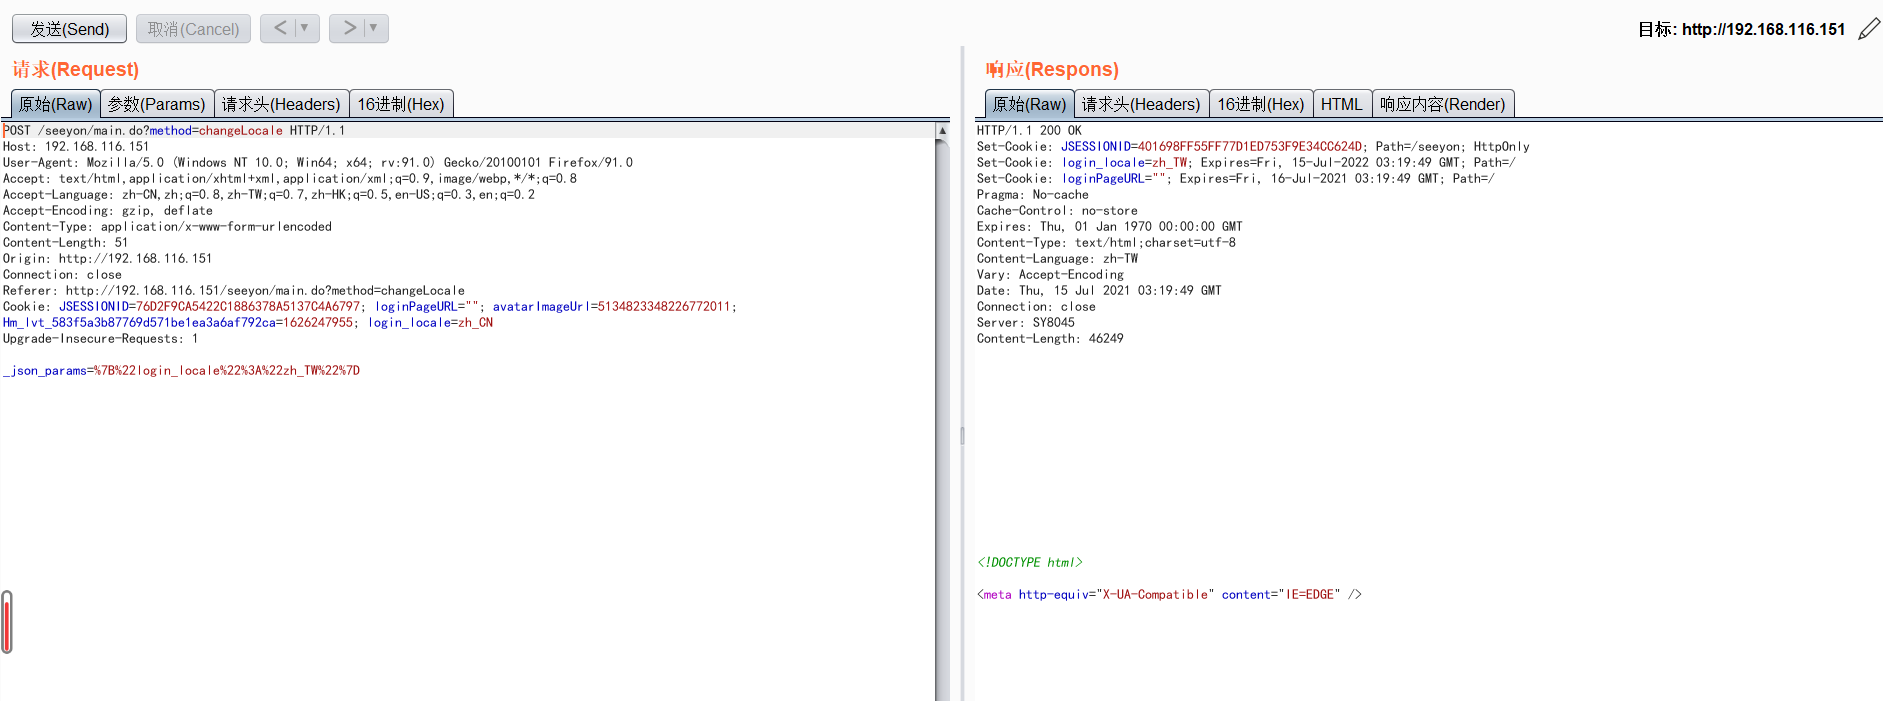 发送(Send) 取消(Cancel) < ▼ > ▼ 目标: http://192.168.116.151
请求(Request)
原始(Raw) 参数(Params) 请求头(Headers) 16进制(Hex)
POST /seeyon/main.do?method=changeLocale HTTP/1.1
Host: 192.168.116.151
User-Agent: Mozilla/5.0 (Windows NT 10.0; Win64; x64; rv:91.0) Gecko/20100101 Firefox/91.0
Accept: text/html,application/xhtml+xml,application/xml;q=0.9,image/webp,*/*;q=0.8
Accept-Language: zh-CN,zh;q=0.8,zh-TW;q=0.7,zh-HK;q=0.5,en-US;q=0.3,en;q=0.2
Accept-Encoding: gzip, deflate
Content-Type: application/x-www-form-urlencoded
Content-Length: 51
Origin: http://192.168.116.151
Connection: close
Referer: http://192.168.116.151/seeyon/main.do?method=changeLocale
Cookie: JSESSIONID=76D2F9CA5422C1886378A5137C4A6797; loginPageURL=""; avatarImageUrl=5134823348226772011;
Hm_lvt_583f5a3b87769d571be1ea3a6af792ca=1626247955; login_locale=zh_CN
Upgrade-Insecure-Requests: 1
_json_params=%7B%22login_locale%22%3A%22zh_TW%22%7D
响应(Respons)
原始(Raw) 请求头(Headers) 16进制(Hex) HTML 响应内容(Render)
HTTP/1.1 200 OK
Set-Cookie: JSESSIONID=401698FF55FF77D1ED753F9E34CC624D; Path=/seeyon; HttpOnly
Set-Cookie: login_locale=zh_TW; Expires=Fri, 15-Jul-2022 03:19:49 GMT; Path=/
Set-Cookie: loginPageURL=""; Expires=Fri, 16-Jul-2021 03:19:49 GMT; Path=/
Pragma: No-cache
Cache-Control: no-store
Expires: Thu, 01 Jan 1970 00:00:00 GMT
Content-Type: text/html;charset=utf-8
Content-Language: zh-TW
Vary: Accept-Encoding
Date: Thu, 15 Jul 2021 03:19:49 GMT
Connection: close
Server: SY8045
Content-Length: 46249
<!DOCTYPE html>
<meta http-equiv="X-UA-Compatible" content="IE=EDGE" />